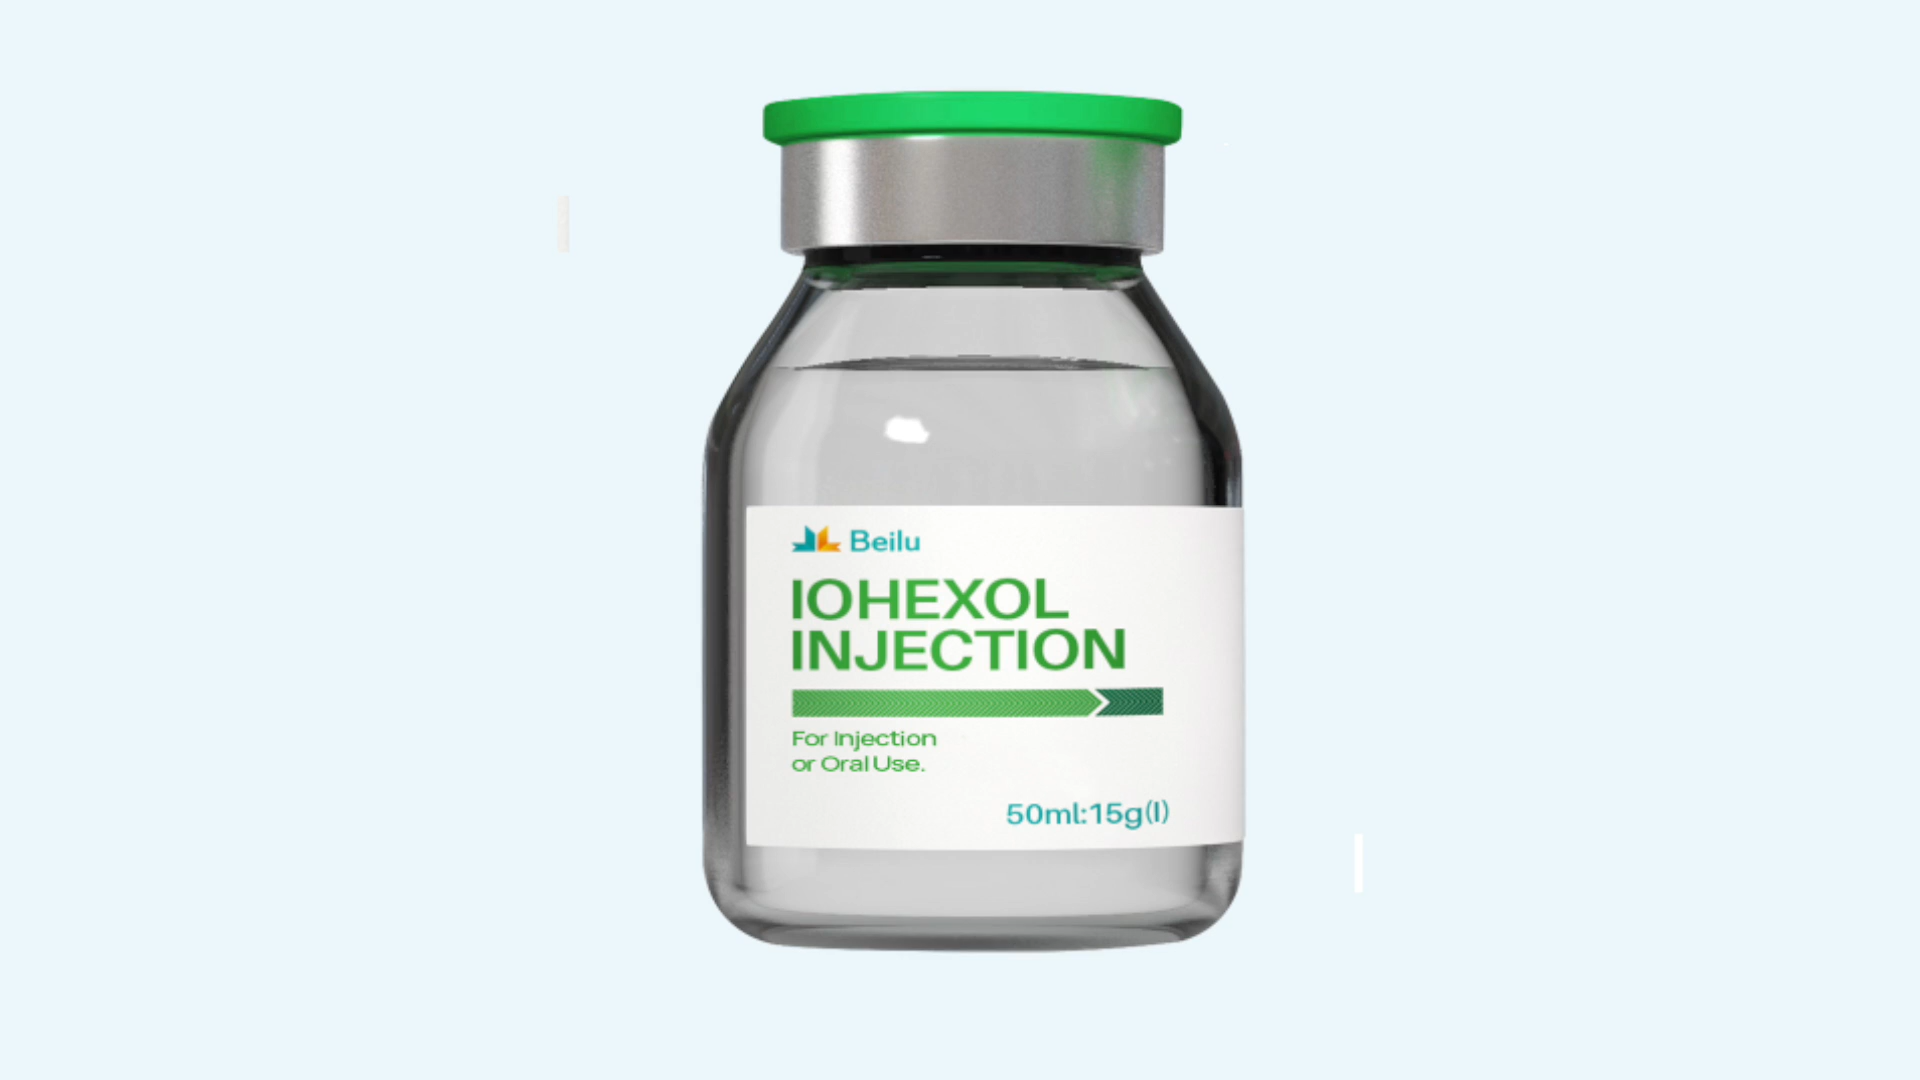 Beilu
IOHEXOL
INJECTION
For Injection
or Oral Use.
50ml:15g(I)